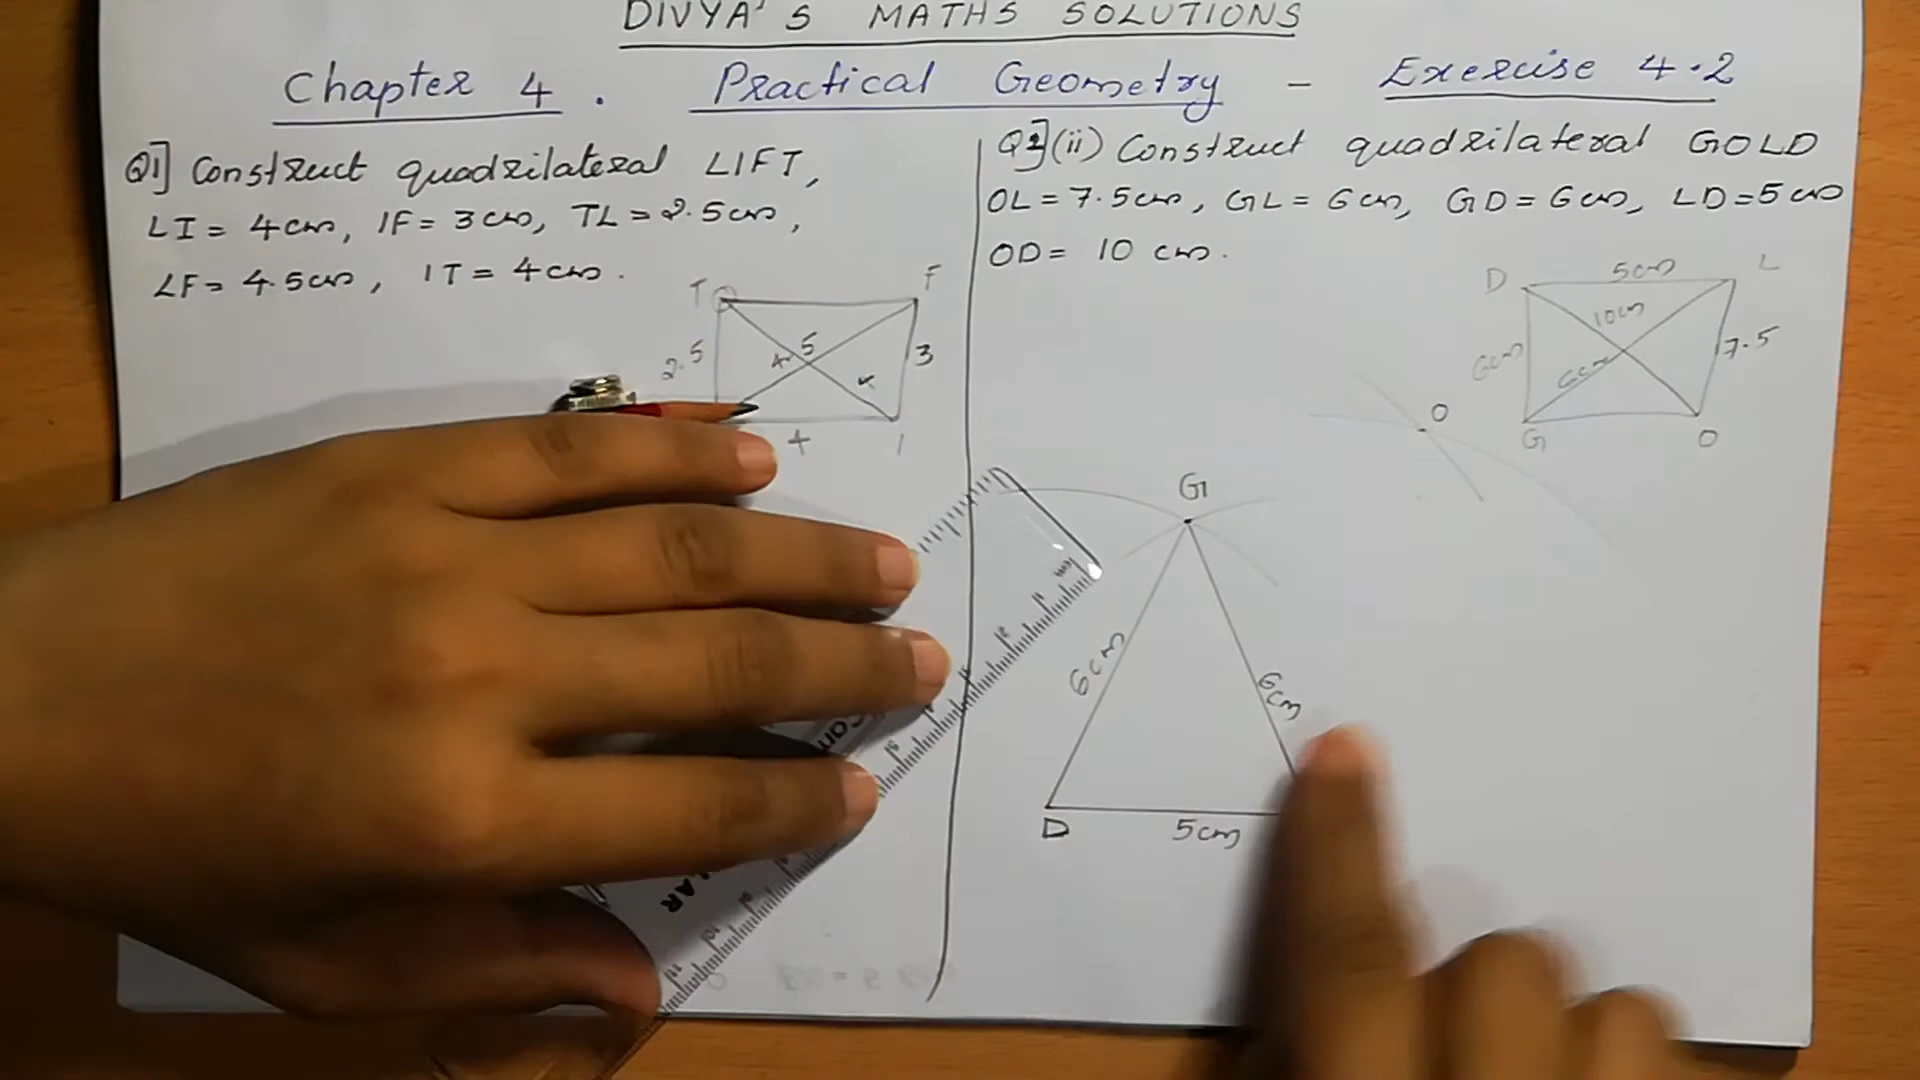 DIVYA'S MATHS SOLUTIONS
Chapter 4. Practical Geometry - Exercise 4.2
Q1] Construct quadrilateral LIFT,
LI = 4cm, IF = 3cm, TL = 2.5cm,
LF = 4.5cm, IT = 4cm.
T F
2.5 4.5 4 3
4 I
Q2](ii) Construct quadrilateral GOLD
OL = 7.5cm, GL = 6cm, GD = 6cm, LD = 5cm
OD = 10 cm.
D 5cm L
10cm
6cm 6cm 7.5
G O
O
G
6cm 6cm
D 5cm